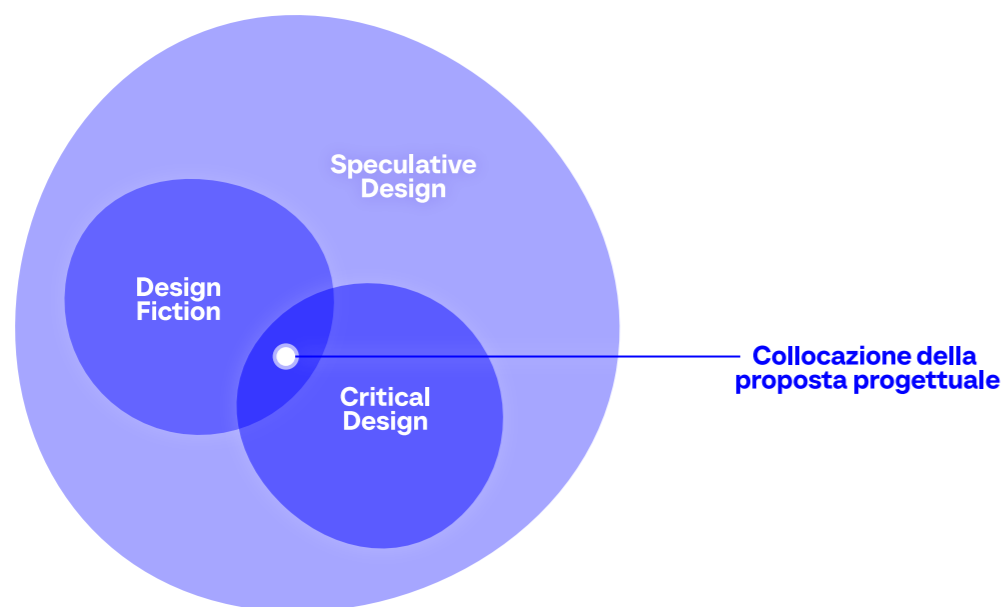 Speculative
Design
Design
Fiction
Collocazione della
proposta progettuale
Critical
Design